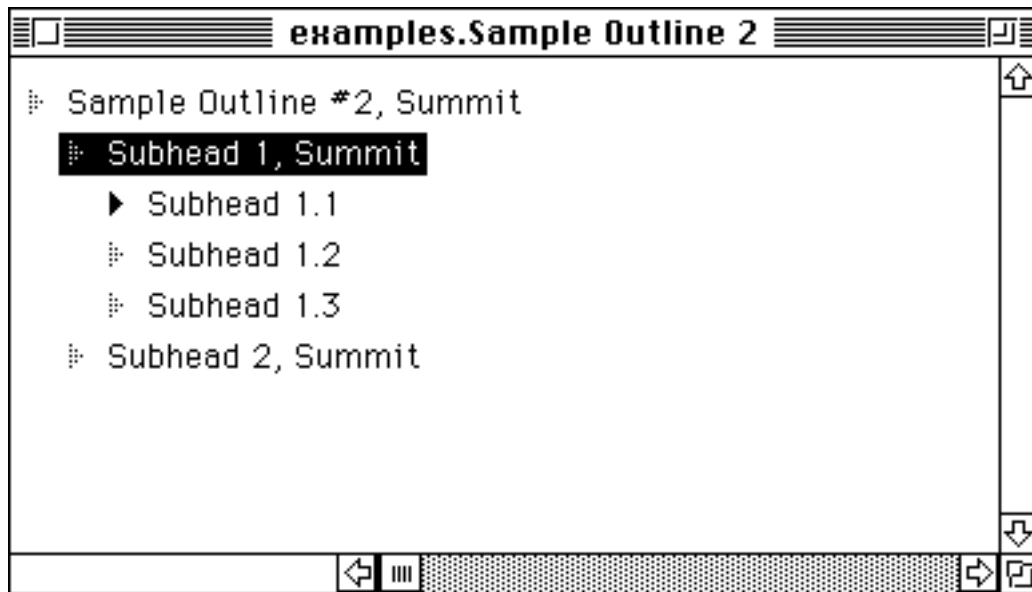 examples.Sample Outline 2
Sample Outline #2, Summit
Subhead 1, Summit
Subhead 1.1
Subhead 1.2
Subhead 1.3
Subhead 2, Summit